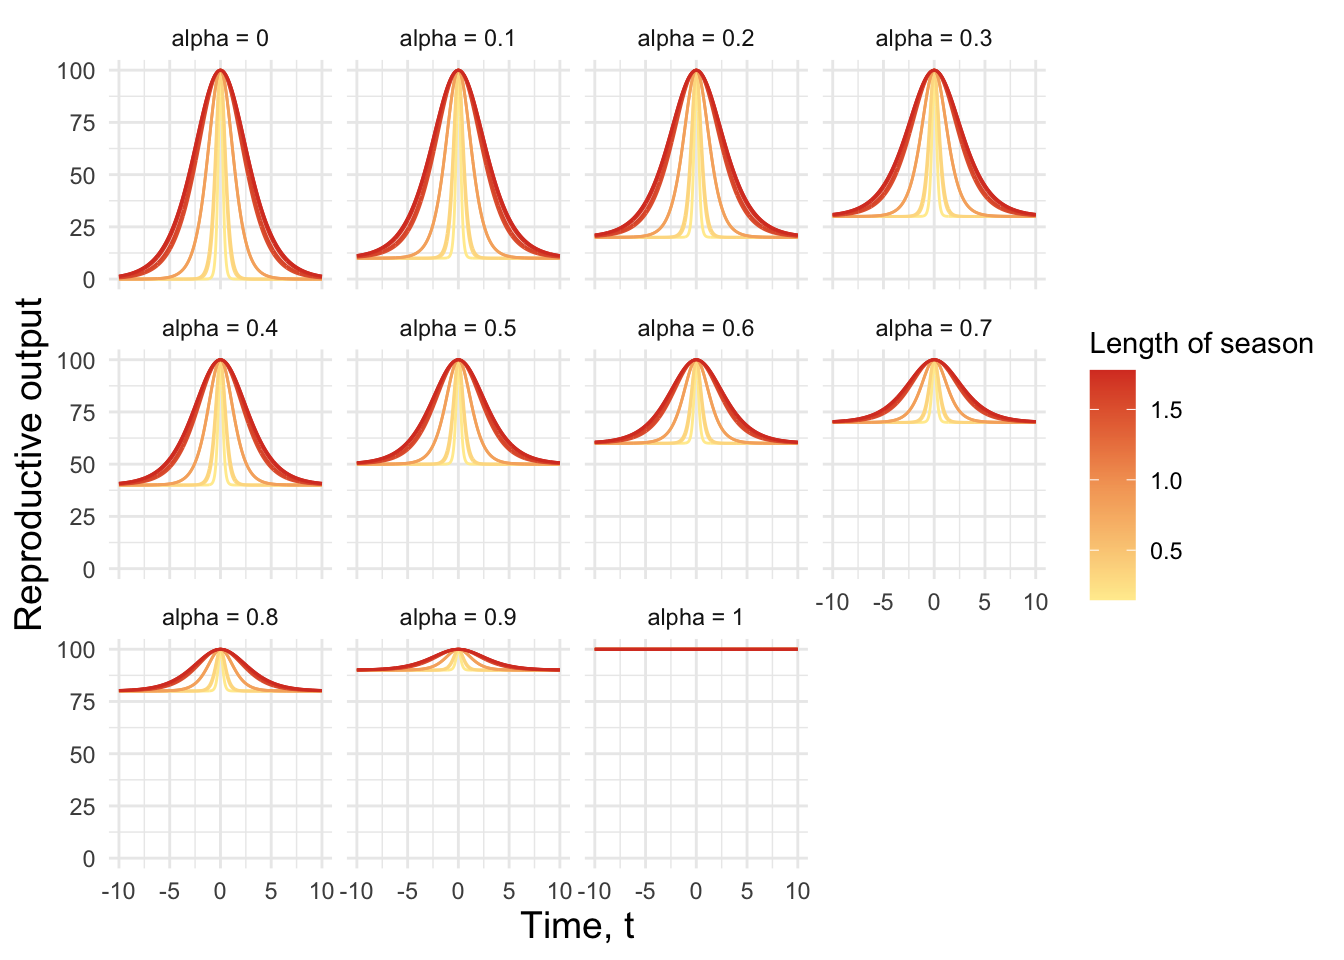 alpha = 0
alpha = 0.1
alpha = 0.2
alpha = 0.3
100
75
50
25
0
alpha = 0.4
alpha = 0.5
alpha = 0.6
alpha = 0.7
100
75
50
25
0
-10 -5 0 5 10
alpha = 0.8
alpha = 0.9
alpha = 1
100
75
50
25
0
-10 -5 0 5 10
-10 -5 0 5 10
-10 -5 0 5 10
Time, t
Reproductive output
Length of season
1.5
1.0
0.5